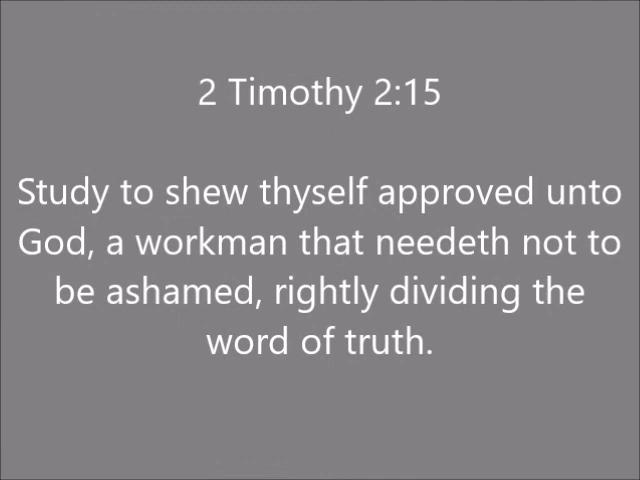 2 Timothy 2:15
Study to shew thyself approved unto
God, a workman that needeth not to
be ashamed, rightly dividing the
word of truth.